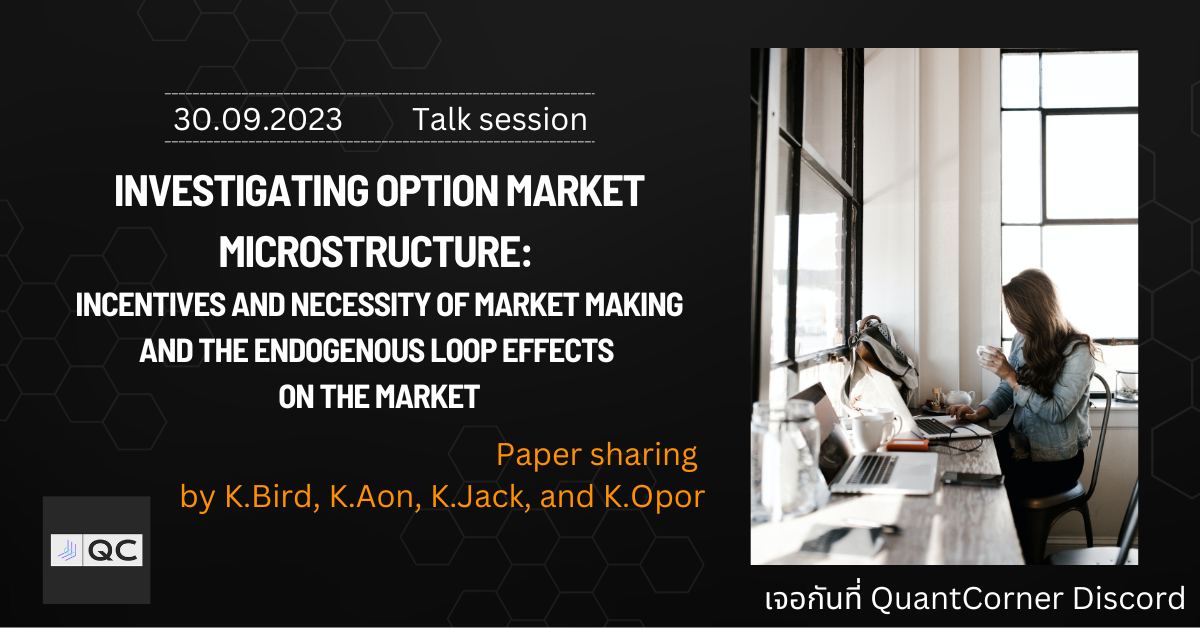 30.09.2023 Talk session
INVESTIGATING OPTION MARKET
MICROSTRUCTURE:
INCENTIVES AND NECESSITY OF MARKET MAKING
AND THE ENDOGENOUS LOOP EFFECTS
ON THE MARKET
Paper sharing
by K.Bird, K.Aon, K.Jack, and K.Opor
QC
เจอกันที่ QuantCorner Discord